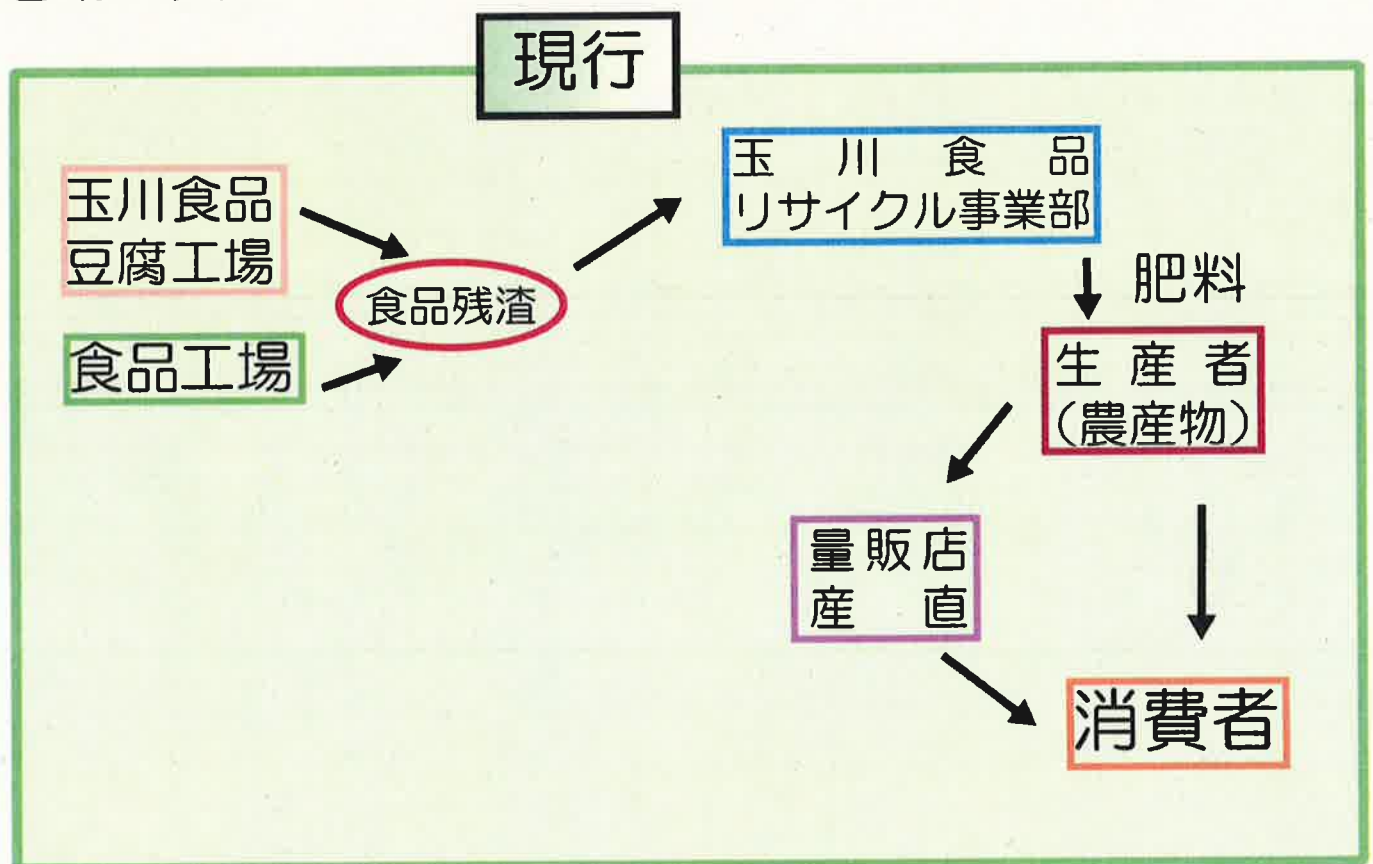 現行
玉川食品
豆腐工場
食品工場
食品残渣
玉川食品
リサイクル事業部
肥料
生産者
(農産物)
量販店
産直
消費者